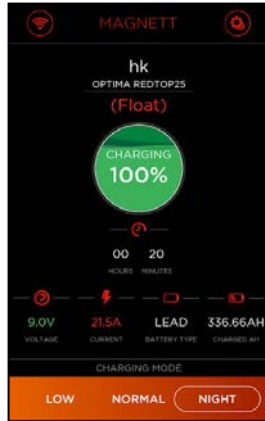 MAGNETT
hk
OPTIMA REDTOP25
(Float)
CHARGING
100%
00 20
HOURS MINUTES
9.0V 21.5A LEAD 336.66AH
VOLTAGE CURRENT BATTERY TYPE CHARGED AH
CHARGING MODE
LOW NORMAL NIGHT